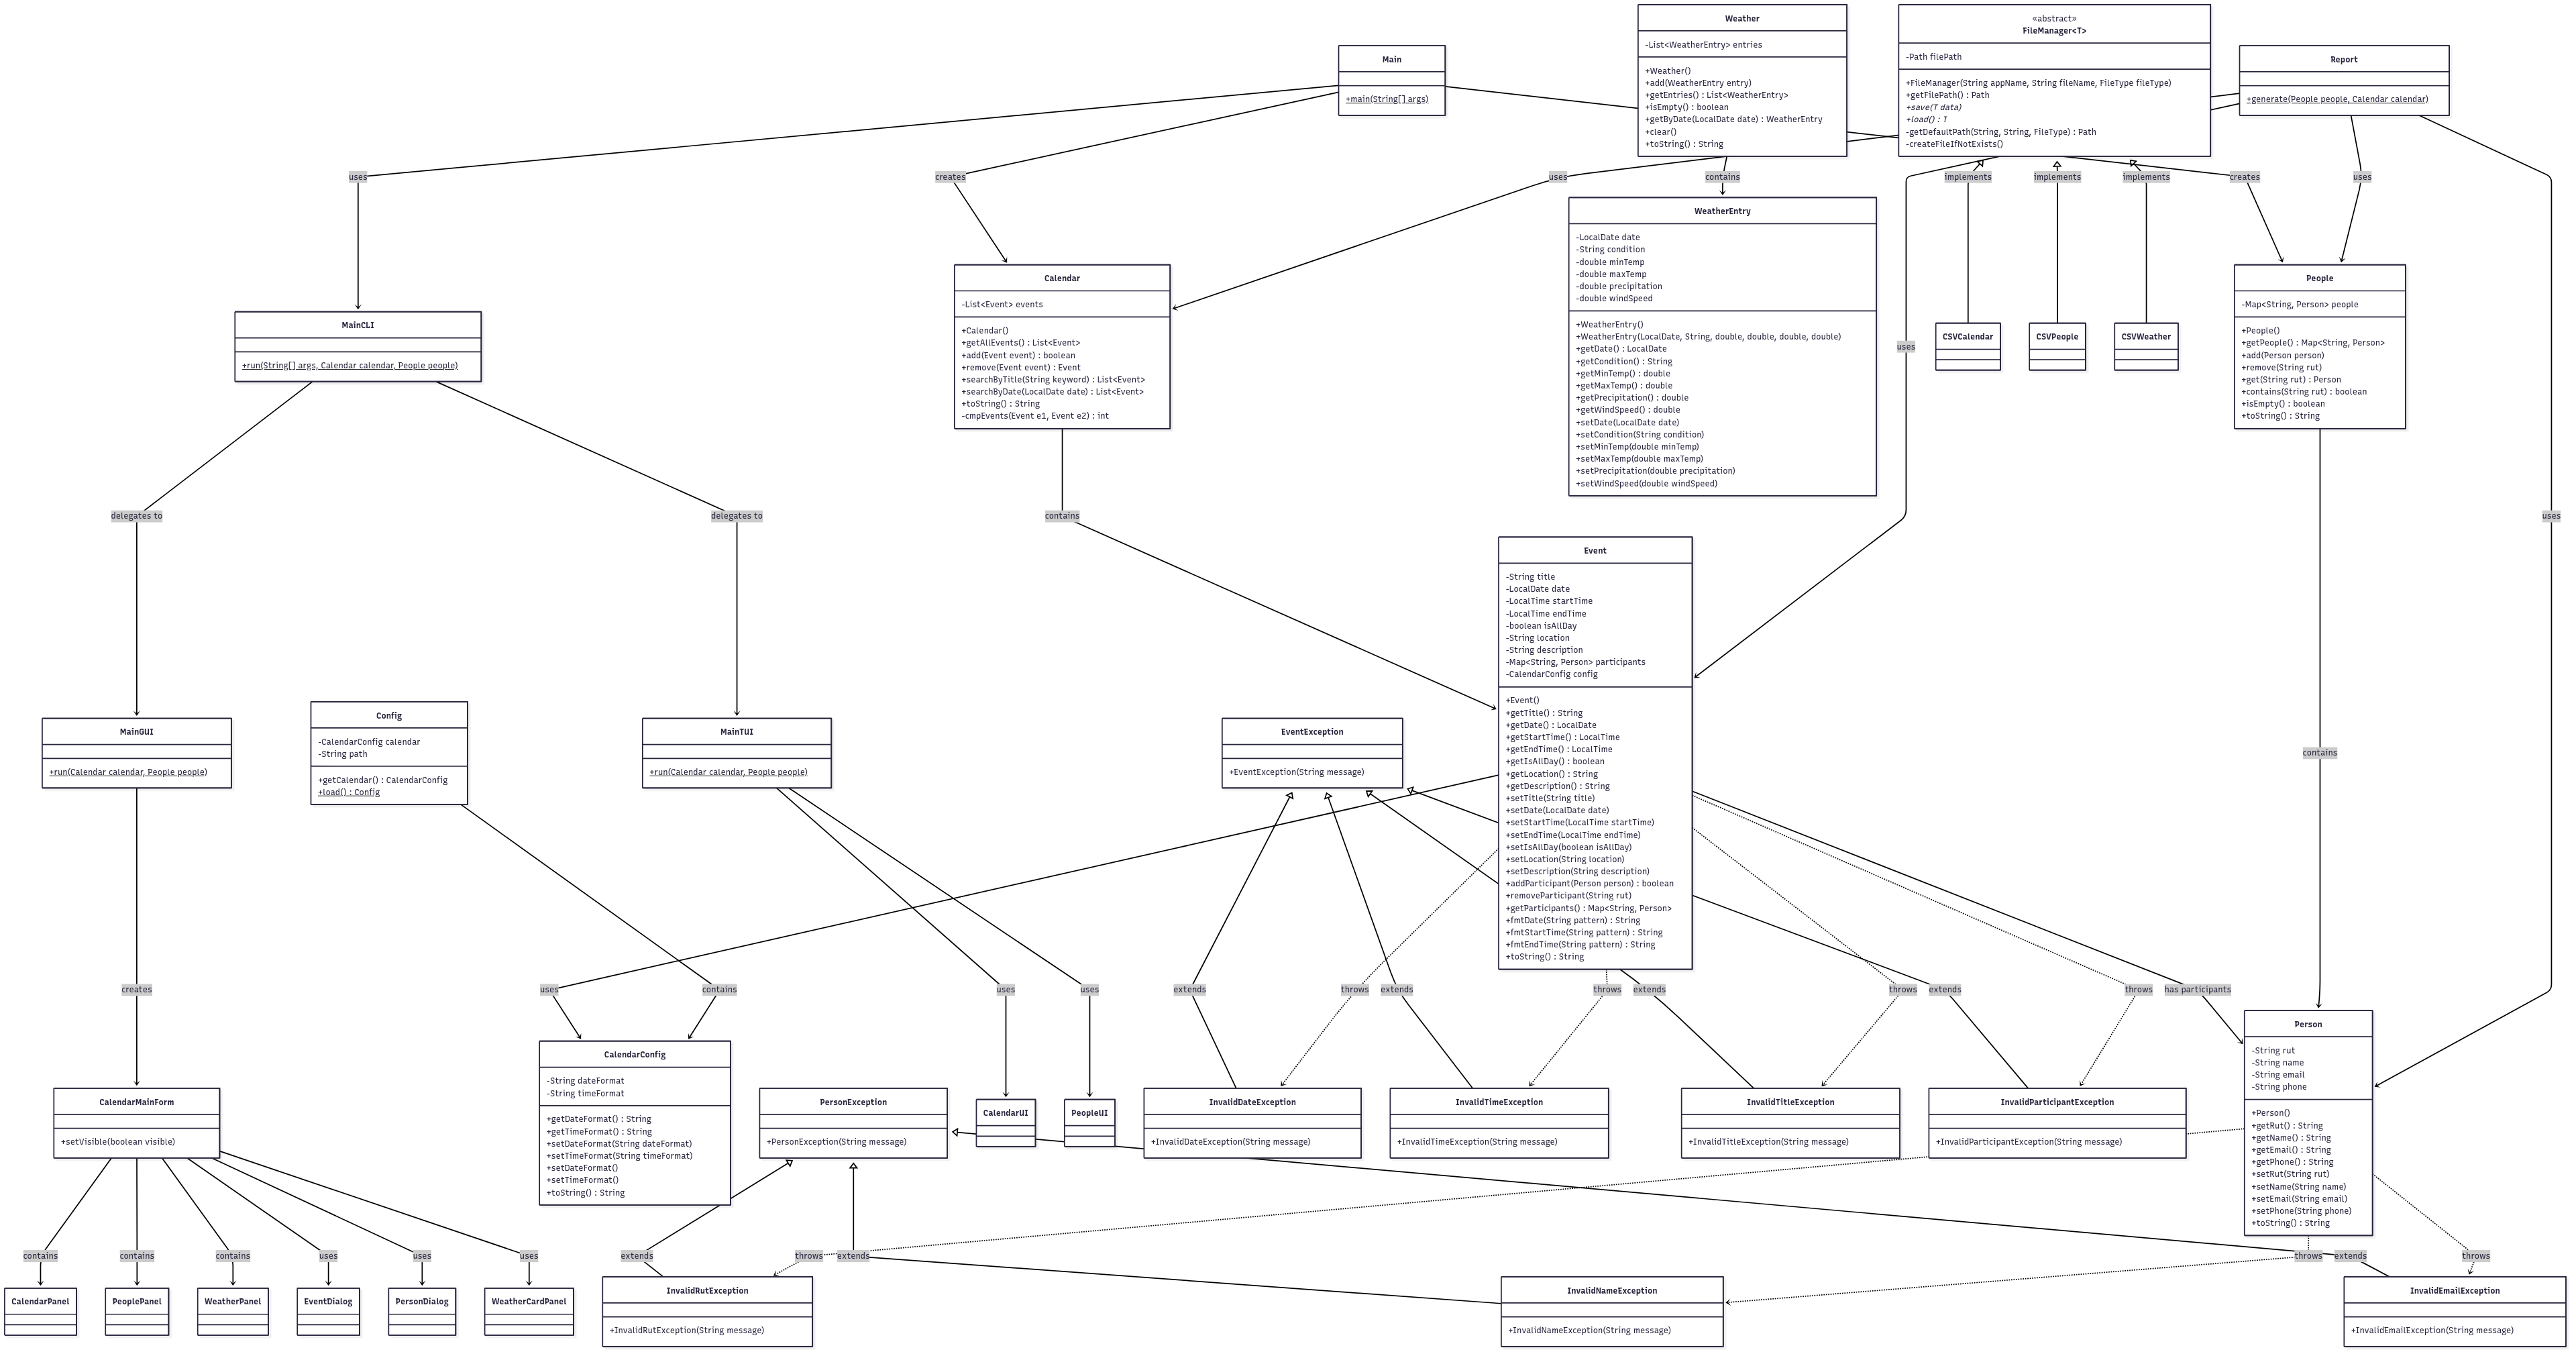 Main
+main(String[] args)
Weather
-List<WeatherEntry> entries
+Weather()
+add(WeatherEntry entry)
+getEntries() : List<WeatherEntry>
+isEmpty() : boolean
+getByDate(LocalDate date) : WeatherEntry
+clear()
+toString() : String
«abstract»
FileManager<T>
-Path filePath
+FileManager(String appName, String fileName, FileType fileType)
+getFilePath() : Path
+save(T data)
+load() : T
-getDefaultPath(String, String, FileType) : Path
-createFileIfNotExists()
Report
+generate(People people, Calendar calendar)
uses
creates
uses
contains
implements
implements
implements
creates
uses
WeatherEntry
-LocalDate date
-String condition
-double minTemp
-double maxTemp
-double precipitation
-double windSpeed
+WeatherEntry()
+WeatherEntry(LocalDate, String, double, double, double, double)
+getDate() : LocalDate
+getCondition() : String
+getMinTemp() : double
+getMaxTemp() : double
+getPrecipitation() : double
+getWindSpeed() : double
+setDate(LocalDate date)
+setCondition(String condition)
+setMinTemp(double minTemp)
+setMaxTemp(double maxTemp)
+setPrecipitation(double precipitation)
+setWindSpeed(double windSpeed)
Calendar
-List<Event> events
+Calendar()
+getAllEvents() : List<Event>
+add(Event event) : boolean
+remove(Event event) : Event
+searchByTitle(String keyword) : List<Event>
+searchByDate(LocalDate date) : List<Event>
+toString() : String
-cmpEvents(Event e1, Event e2) : int
People
-Map<String, Person> people
+People()
+getPeople() : Map<String, Person>
+add(Person person)
+remove(String rut)
+get(String rut) : Person
+contains(String rut) : boolean
+isEmpty() : boolean
+toString() : String
MainCLI
+run(String[] args, Calendar calendar, People people)
uses
CSVCalendar
CSVPeople
CSVWeather
delegates to
delegates to
contains
uses
Event
-String title
-LocalDate date
-LocalTime startTime
-LocalTime endTime
-boolean isAllDay
-String location
-String description
-Map<String, Person> participants
-CalendarConfig config
+Event()
+getTitle() : String
+getDate() : LocalDate
+getStartTime() : LocalTime
+getEndTime() : LocalTime
+getIsAllDay() : boolean
+getLocation() : String
+getDescription() : String
+setTitle(String title)
+setDate(LocalDate date)
+setStartTime(LocalTime startTime)
+setEndTime(LocalTime endTime)
+setIsAllDay(boolean isAllDay)
+setLocation(String location)
+setDescription(String description)
+addParticipant(Person person) : boolean
+removeParticipant(String rut)
+getParticipants() : Map<String, Person>
+fmtDate(String pattern) : String
+fmtStartTime(String pattern) : String
+fmtEndTime(String pattern) : String
+toString() : String
MainGUI
+run(Calendar calendar, People people)
Config
-CalendarConfig calendar
-String path
+getCalendar() : CalendarConfig
+load() : Config
MainTUI
+run(Calendar calendar, People people)
EventException
+EventException(String message)
contains
creates
uses
contains
uses
uses
extends
throws
extends
throws
extends
throws
extends
throws
has participants
CalendarMainForm
+setVisible(boolean visible)
CalendarConfig
-String dateFormat
-String timeFormat
+getDateFormat() : String
+getTimeFormat() : String
+setDateFormat(String dateFormat)
+setTimeFormat(String timeFormat)
+setDateFormat()
+setTimeFormat()
+toString() : String
PersonException
+PersonException(String message)
CalendarUI
PeopleUI
InvalidDateException
+InvalidDateException(String message)
InvalidTimeException
+InvalidTimeException(String message)
InvalidTitleException
+InvalidTitleException(String message)
InvalidParticipantException
+InvalidParticipantException(String message)
Person
-String rut
-String name
-String email
-String phone
+Person()
+getRut() : String
+getName() : String
+getEmail() : String
+getPhone() : String
+setRut(String rut)
+setName(String name)
+setEmail(String email)
+setPhone(String phone)
+toString() : String
contains
contains
contains
uses
uses
uses
extends
throws
extends
throws
extends
throws
CalendarPanel
PeoplePanel
WeatherPanel
EventDialog
PersonDialog
WeatherCardPanel
InvalidRutException
+InvalidRutException(String message)
InvalidNameException
+InvalidNameException(String message)
InvalidEmailException
+InvalidEmailException(String message)